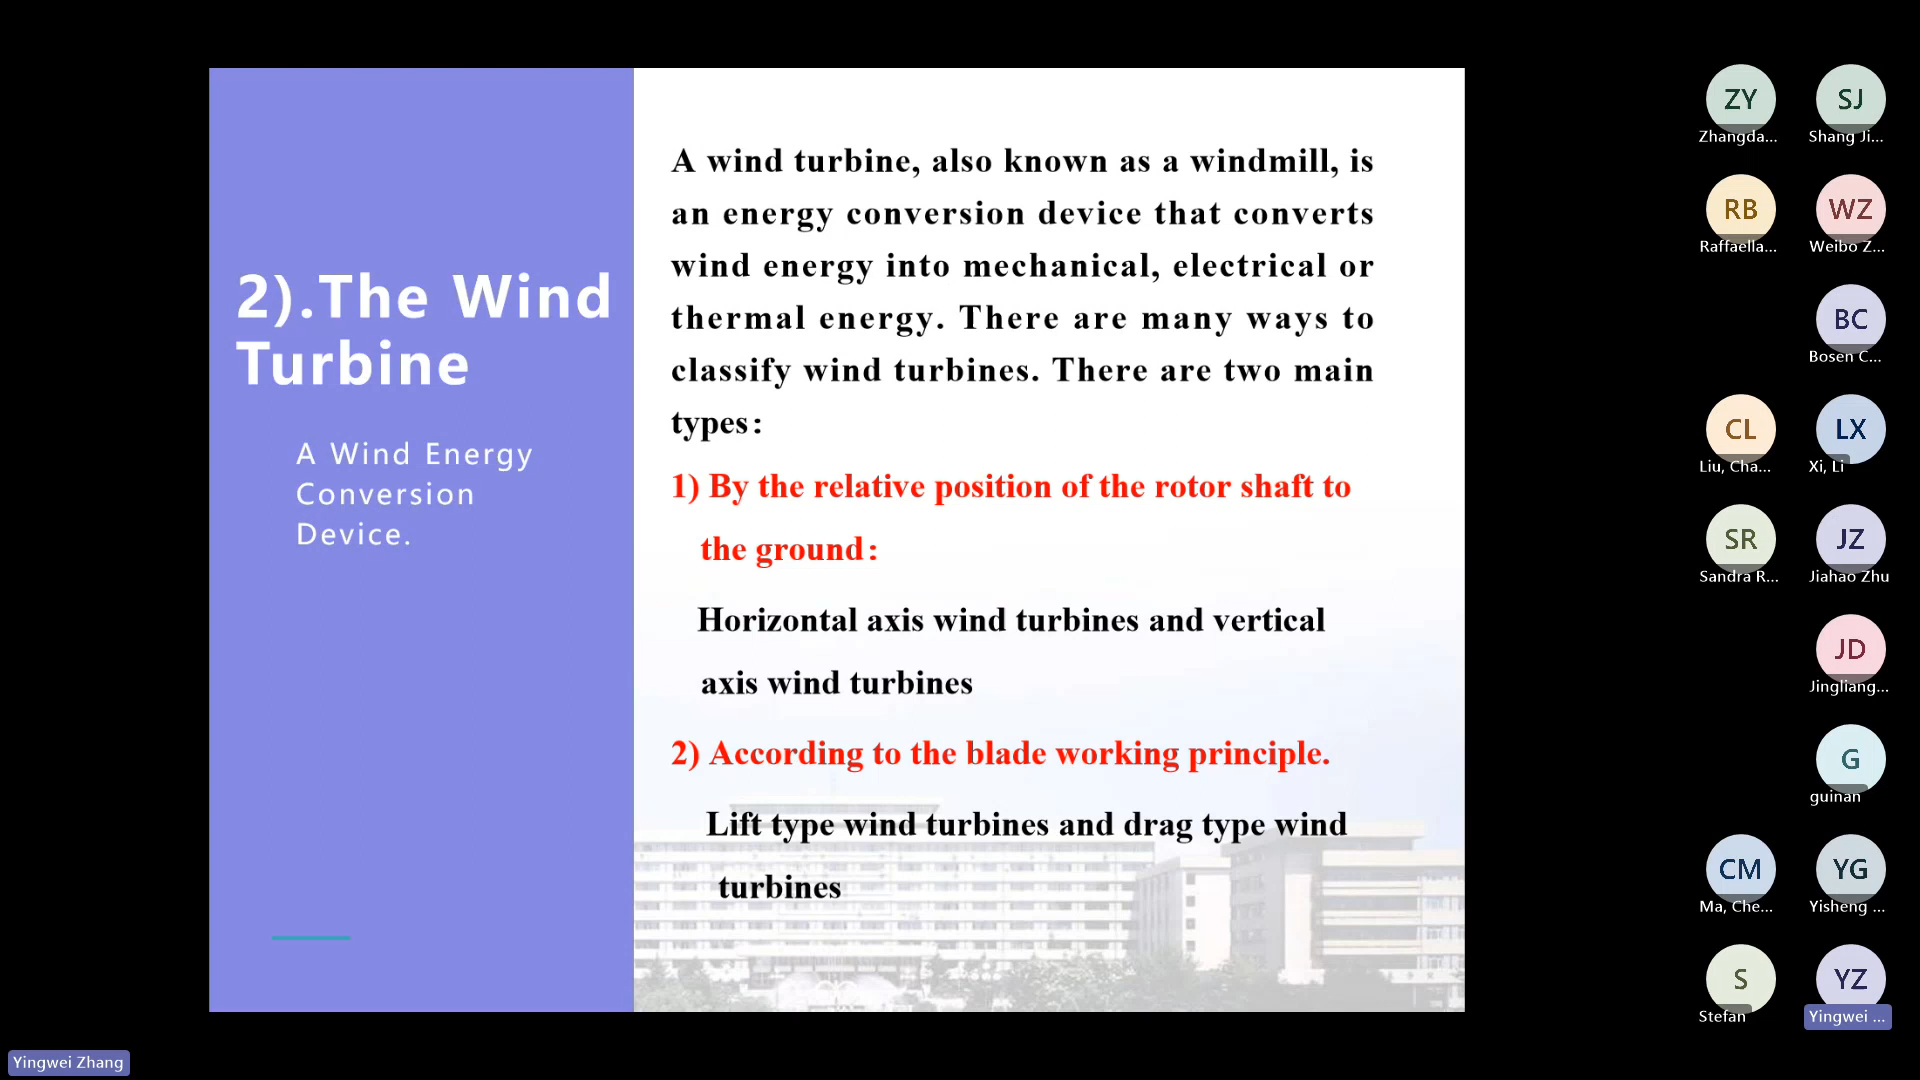 2).The Wind
Turbine
A Wind Energy
Conversion
Device.
A wind turbine, also known as a windmill, is
an energy conversion device that converts
wind energy into mechanical, electrical or
thermal energy. There are many ways to
classify wind turbines. There are two main
types:
1) By the relative position of the rotor shaft to
the ground:
Horizontal axis wind turbines and vertical
axis wind turbines
2) According to the blade working principle.
Lift type wind turbines and drag type wind
turbines
ZY
Zhangda...
SJ
Shang Ji...
RB
Raffaella...
WZ
Weibo Z...
BC
Bosen C...
CL
Liu, Cha...
LX
Xi, Li
SR
Sandra R...
JZ
Jiahao Zhu
JD
Jingliang...
G
guinan
CM
Ma, Che...
YG
Yisheng ...
S
Stefan
YZ
Yingwei ...
Yingwei Zhang